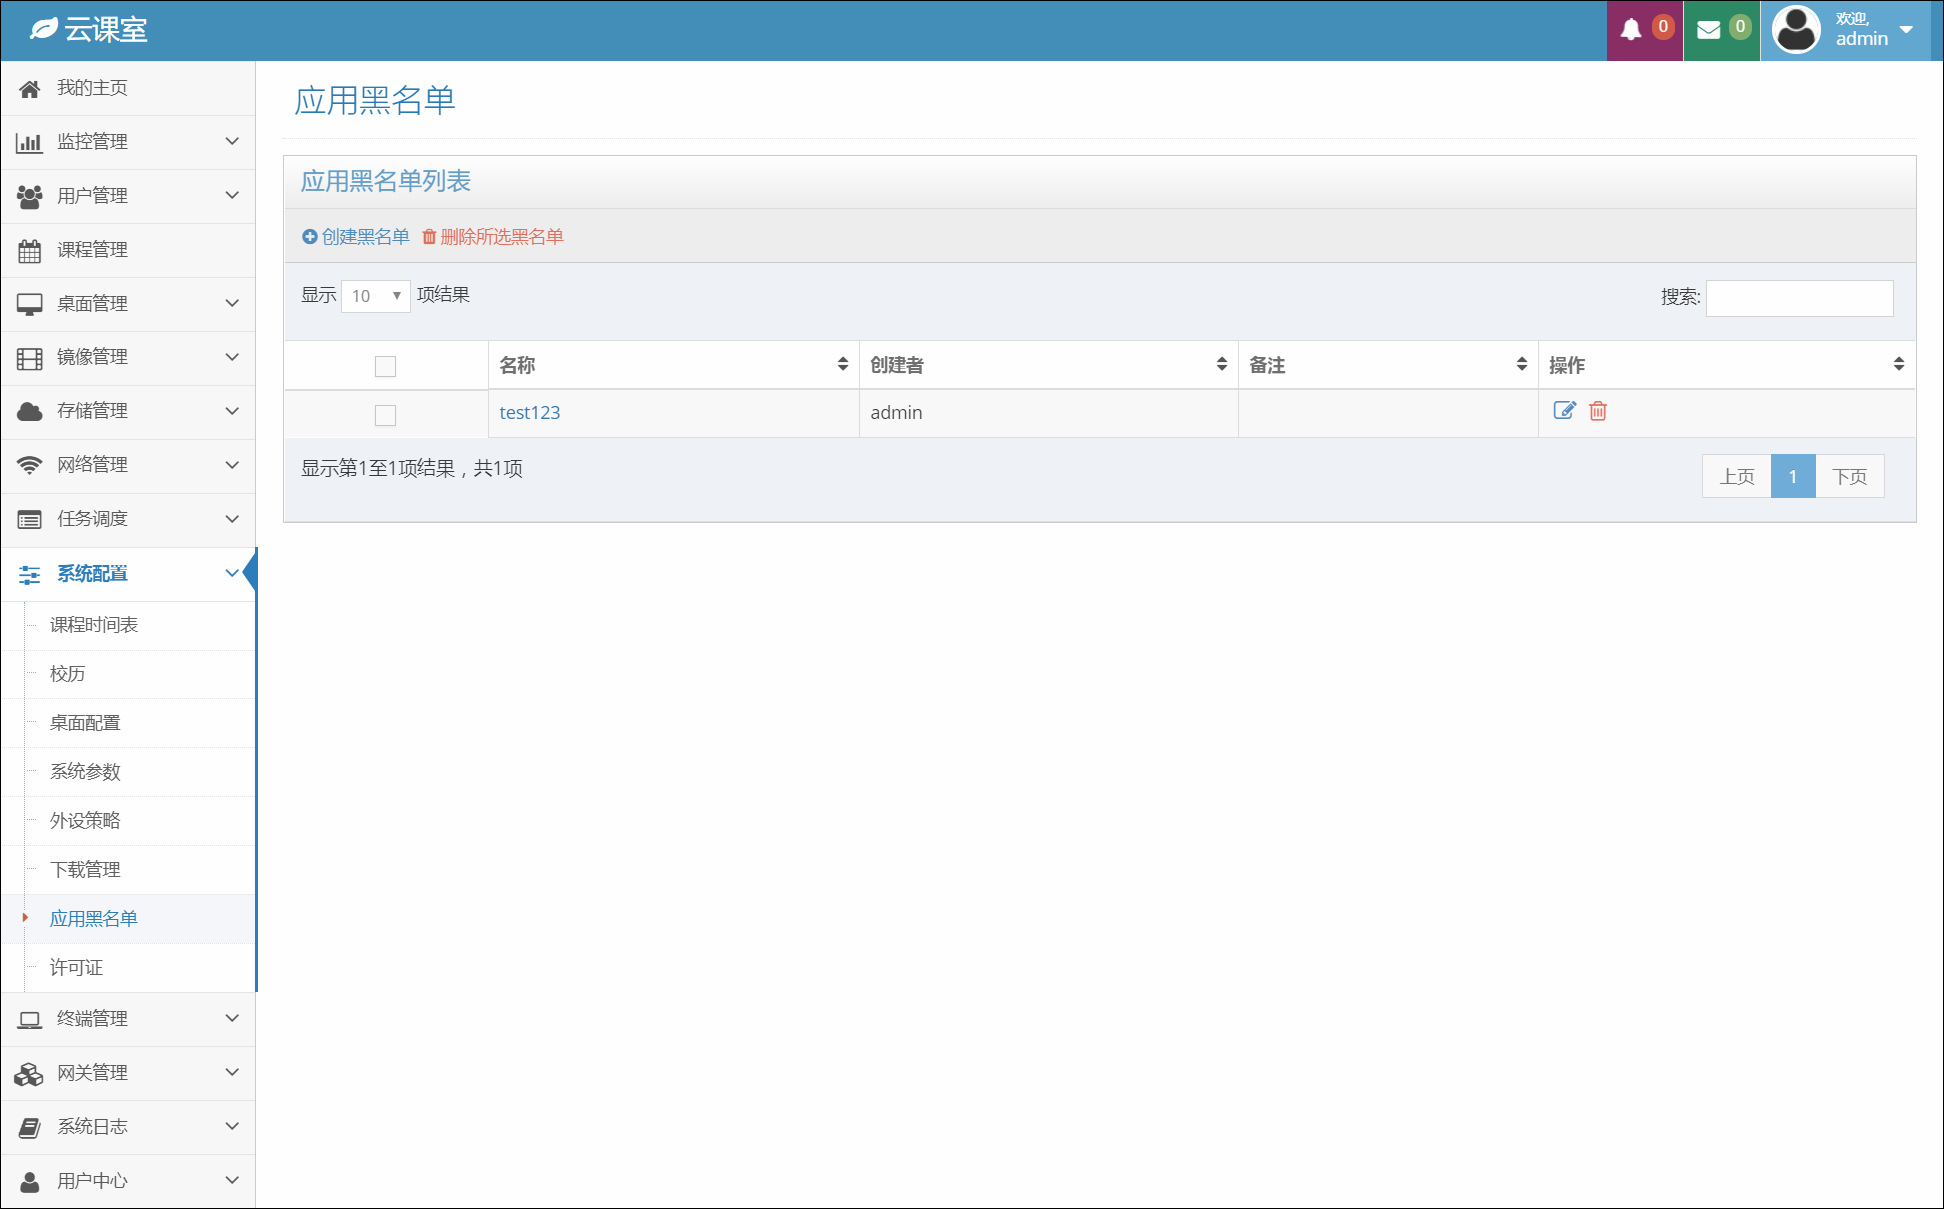 云课室
0
0
欢迎,
admin
我的主页
监控管理
用户管理
课程管理
桌面管理
镜像管理
存储管理
网络管理
任务调度
系统配置
课程时间表
校历
桌面配置
系统参数
外设策略
下载管理
应用黑名单
许可证
终端管理
网关管理
系统日志
用户中心
应用黑名单
应用黑名单列表
创建黑名单 删除所选黑名单
显示 10 项结果
搜索:
名称 创建者 备注 操作
test123 admin
显示第1至1项结果，共1项
上页 1 下页